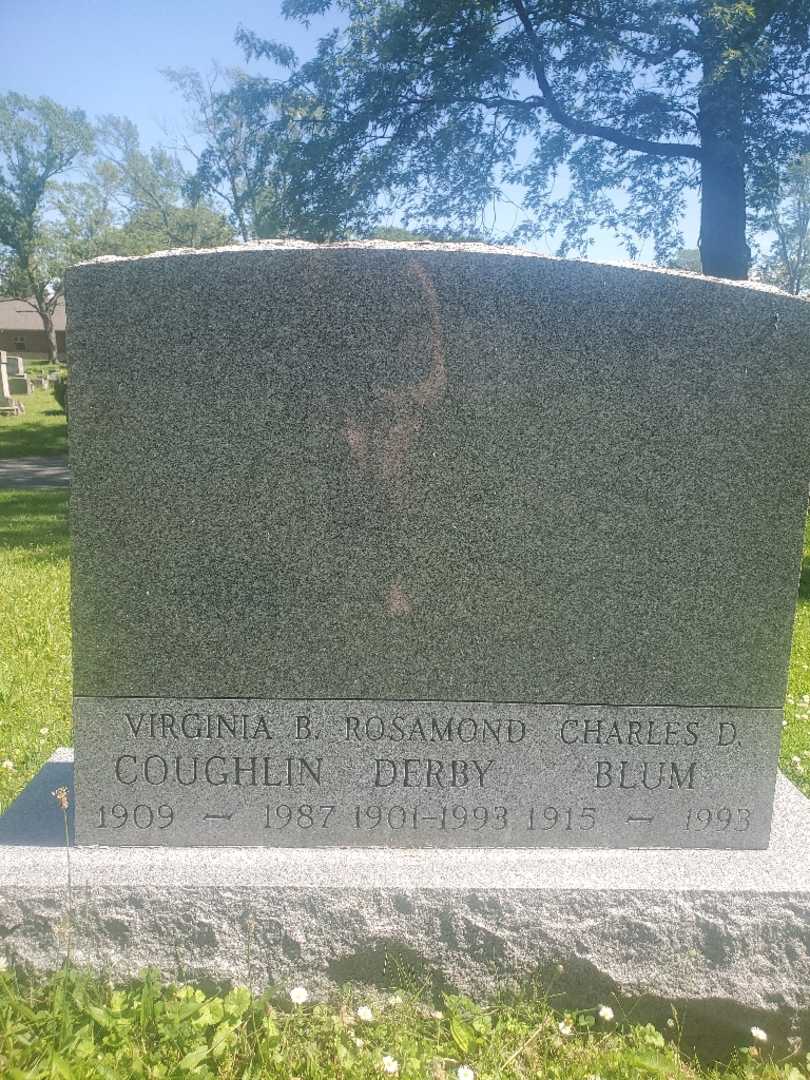 VIRGINIA B. ROSAMOND CHARLES D.
COUGHLIN DERBY BLUM
1909 – 1987 1901–1993 1915 – 1993